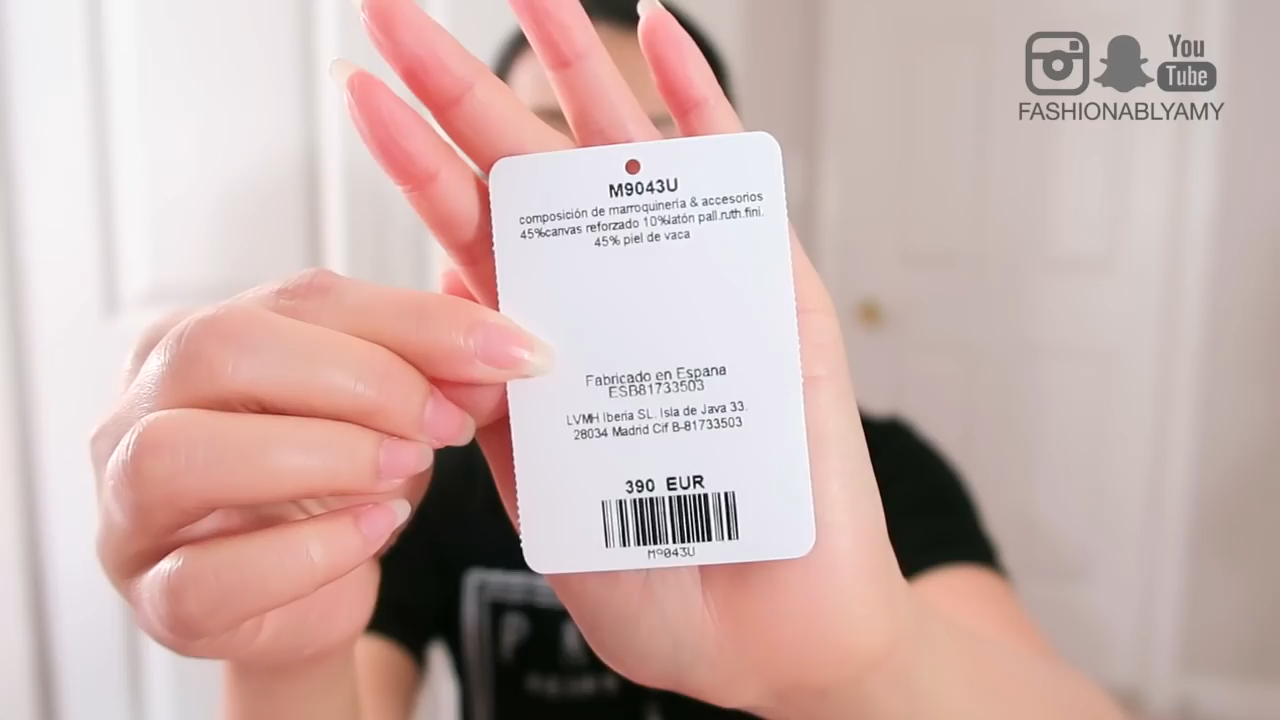 You
Tube
FASHIONABLYAMY
M9043U
composición de marroquinería & accesorios
45%canvas reforzado 10%latón pall.ruth.fini.
45% piel de vaca
Fabricado en Espana
ESB81733503
LVMH Iberia SL. Isla de Java 33.
28034 Madrid Cif B-81733503
390 EUR
M9043U